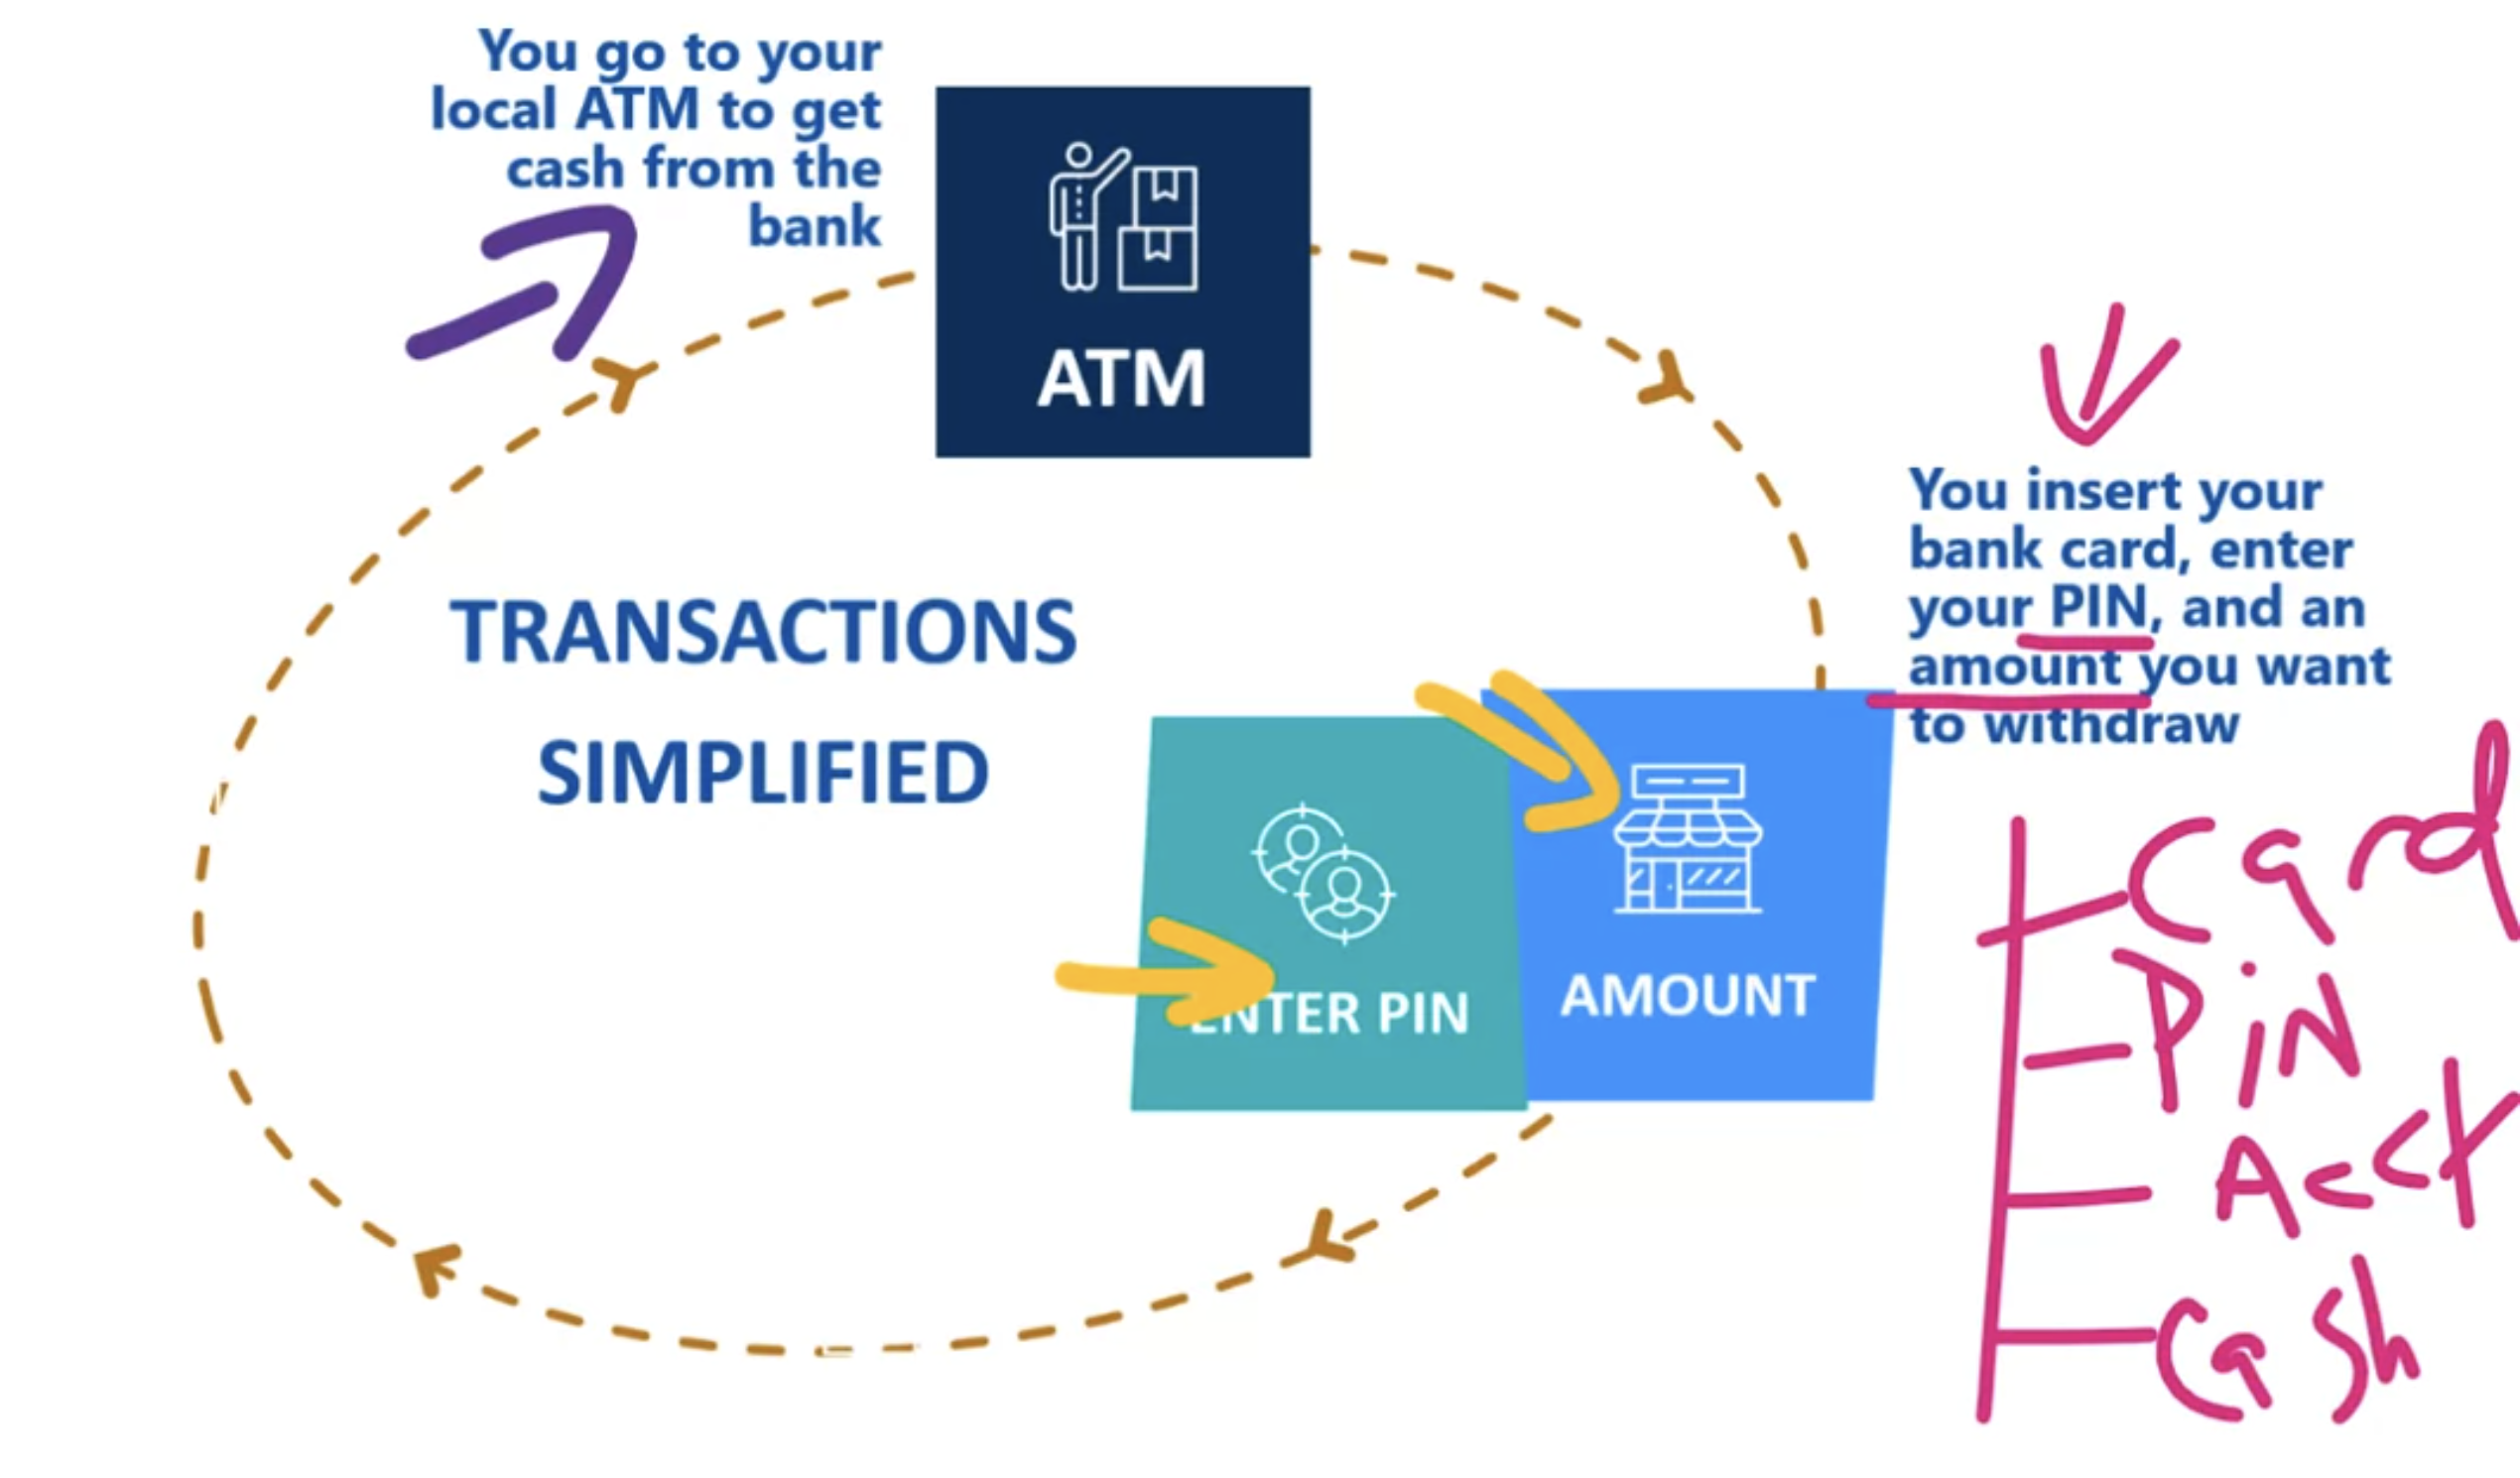 You go to your
local ATM to get
cash from the
bank
ATM
You insert your
bank card, enter
your PIN, and an
amount you want
to withdraw
TRANSACTIONS
SIMPLIFIED
ENTER PIN
AMOUNT
Card
PiN
Cash